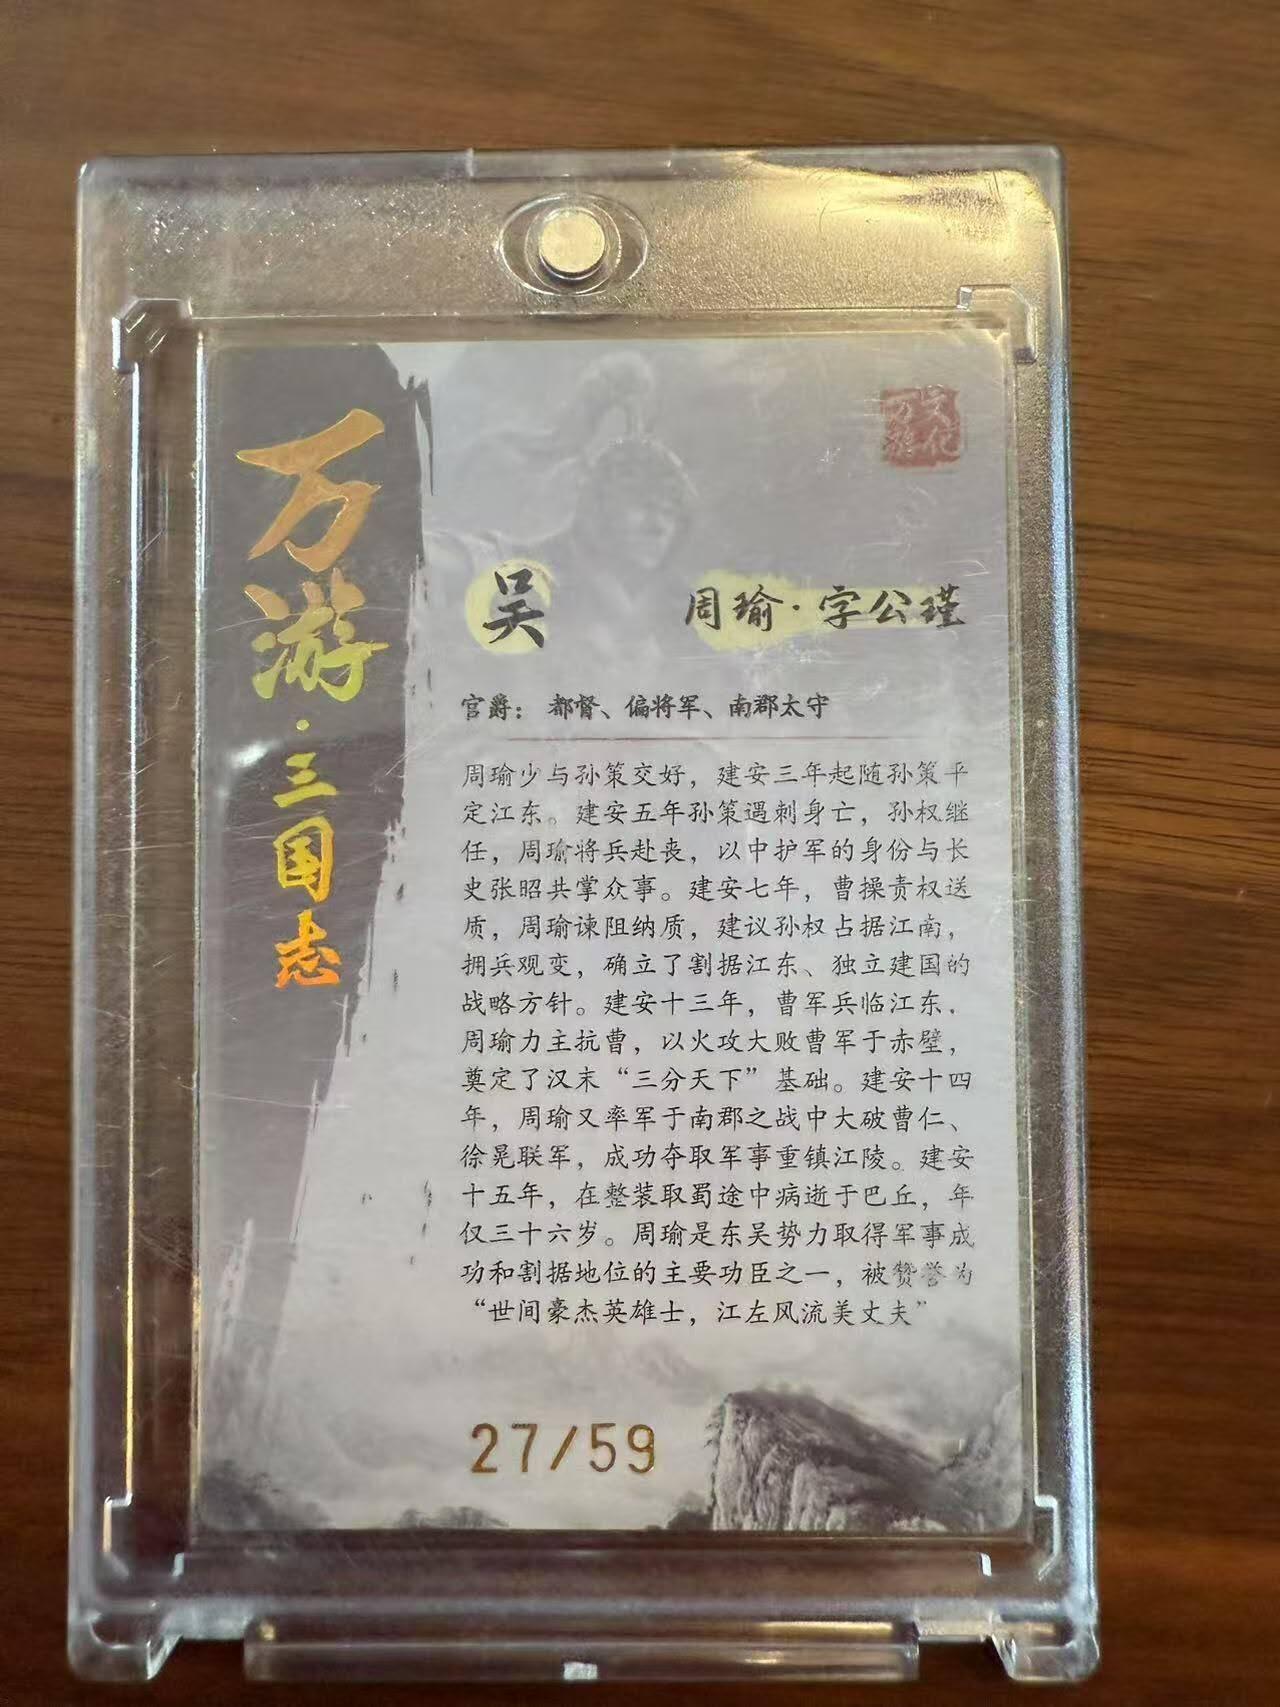 万游·三国志
万游文化
吴
周瑜·字公瑾
官爵：都督、偏将军、南郡太守
周瑜少与孙策交好，建安三年起随孙策平
定江东。建安五年孙策遇刺身亡，孙权继
任，周瑜将兵赴丧，以中护军的身份与长
史张昭共掌众事。建安七年，曹操责权送
质，周瑜谏阻纳质，建议孙权占据江南，
拥兵观变，确立了割据江东、独立建国的
战略方针。建安十三年，曹军兵临江东，
周瑜力主抗曹，以火攻大败曹军于赤壁，
奠定了汉末“三分天下”基础。建安十四
年，周瑜又率军于南郡之战中大破曹仁、
徐晃联军，成功夺取军事重镇江陵。建安
十五年，在整装取蜀途中病逝于巴丘，年
仅三十六岁。周瑜是东吴势力取得军事成
功和割据地位的主要功臣之一，被赞誉为
“世间豪杰英雄士，江左风流美丈夫”
27/59